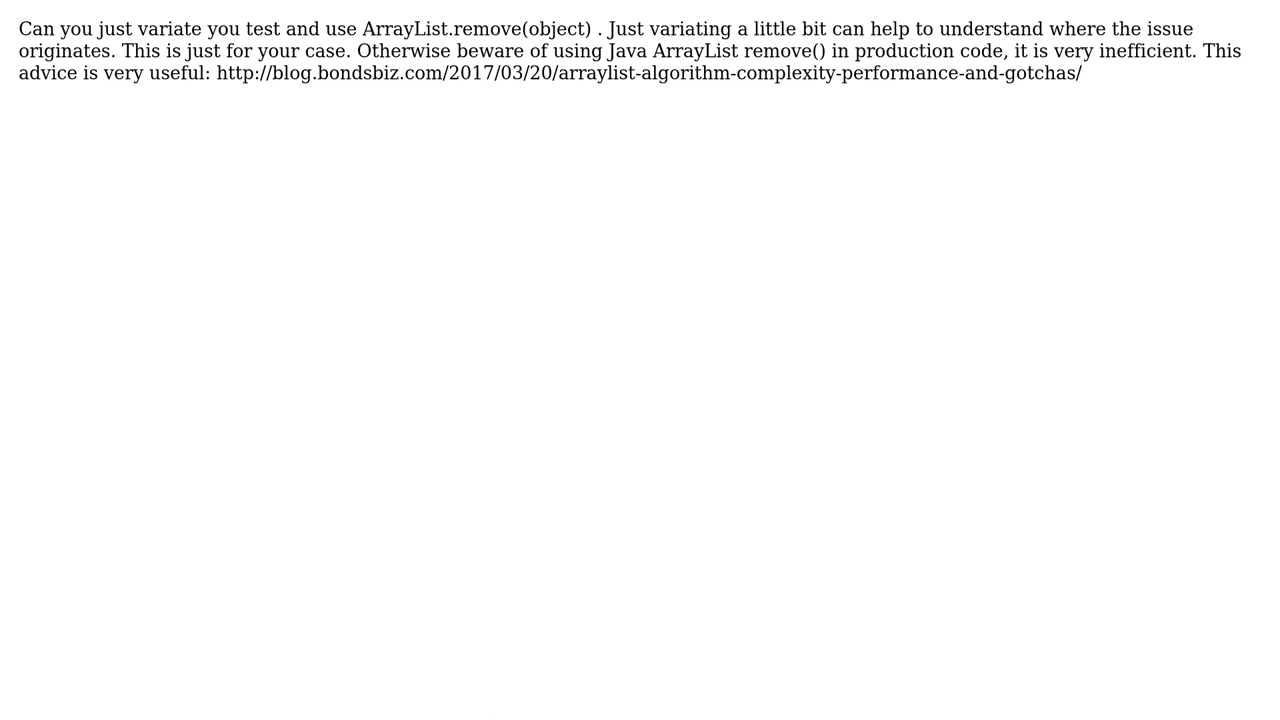 Can you just variate you test and use ArrayList.remove(object) . Just variating a little bit can help to understand where the issue
originates. This is just for your case. Otherwise beware of using Java ArrayList remove() in production code, it is very inefficient. This
advice is very useful: http://blog.bondsbiz.com/2017/03/20/arraylist-algorithm-complexity-performance-and-gotchas/